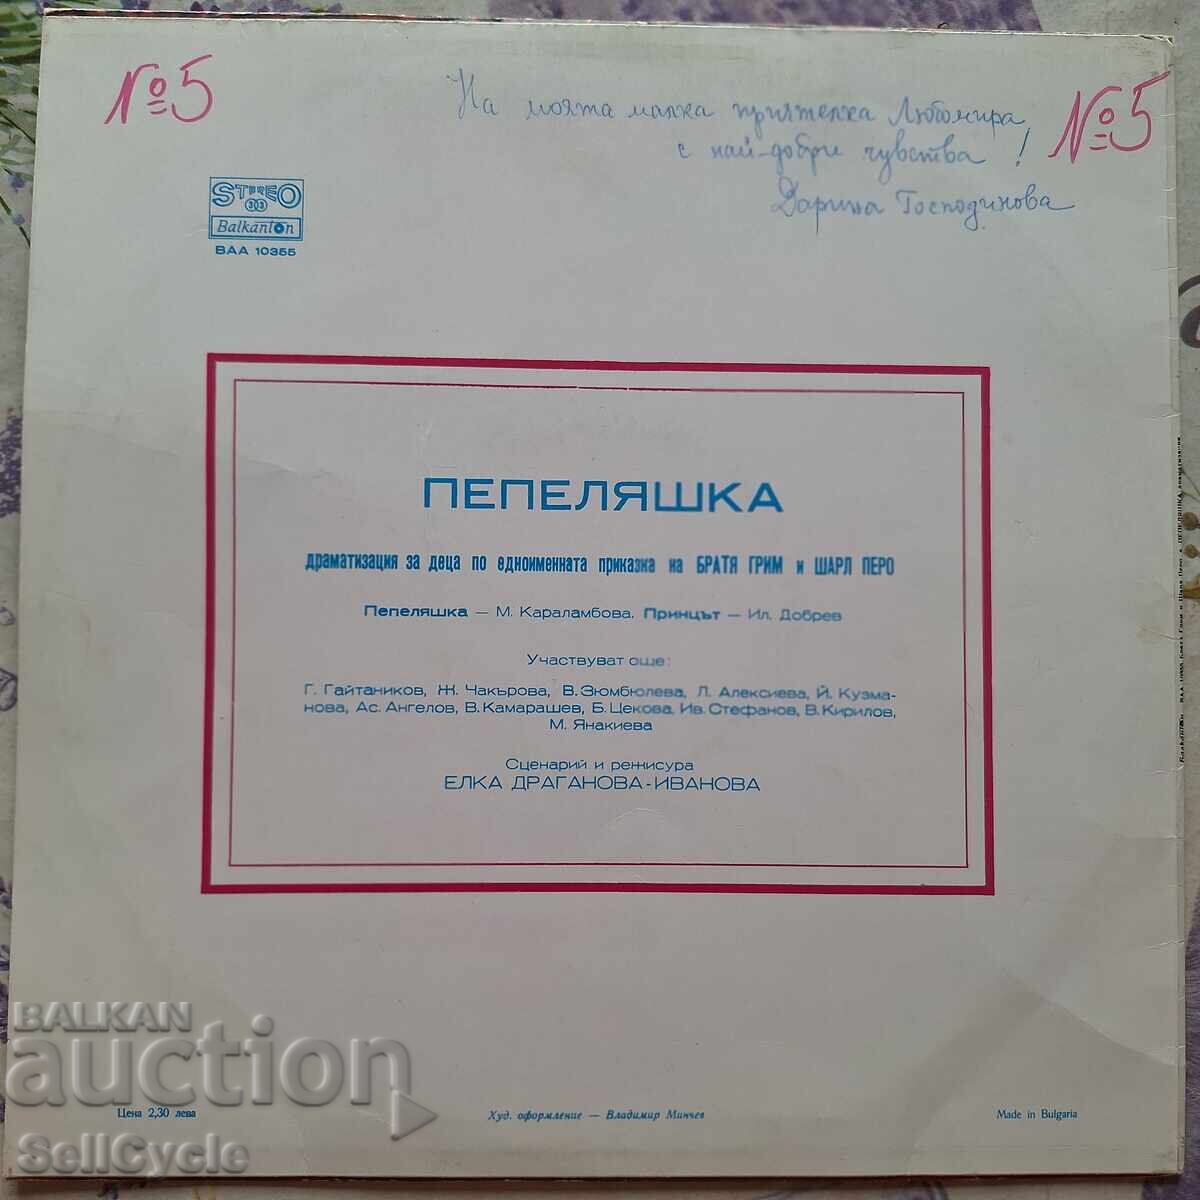 №5
На моята малка приятелка Любомира,
с най-добри чувства !
Дарина Господинова
№5
STEREO
33
Balkanton
ВАА 10355
ПЕПЕЛЯШКА
драматизация за деца по едноименната приказка на БРАТЯ ГРИМ и ШАРЛ ПЕРО
Пепеляшка — М. Караламбова. Принцът — Ил. Добрев
Участвуват още:
Г. Гайтаников, Ж. Чакърова, В. Зюмбюлева, Л. Алексиева, Й. Кузма-
нова, Ас. Ангелов, В. Камарашев, Б. Цекова, Ив. Стефанов, В. Кирилов,
М. Янакиева
Сценарий и режисура
ЕЛКА ДРАГАНОВА-ИВАНОВА
BALKAN
auction
SellCycle
Цена 2,30 лева
Худ. оформление — Владимир Минчев
Made in Bulgaria